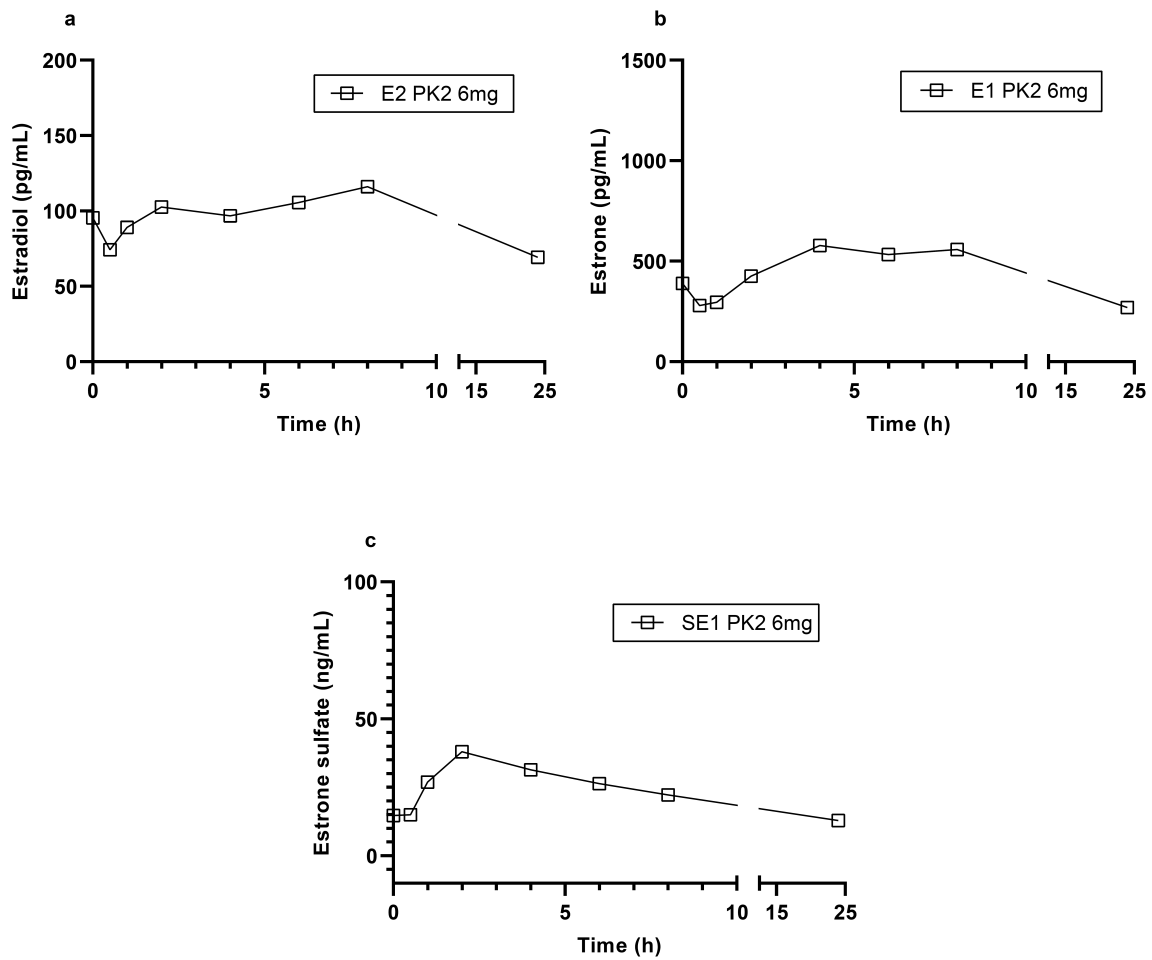 a
200
150
100
50
0
Estradiol (pg/mL)
E2 PK2 6mg
0 5 10 15 25
Time (h)
b
1500
1000
500
0
Estrone (pg/mL)
E1 PK2 6mg
0 5 10 15 25
Time (h)
c
100
50
0
Estrone sulfate (ng/mL)
SE1 PK2 6mg
0 5 10 15 25
Time (h)